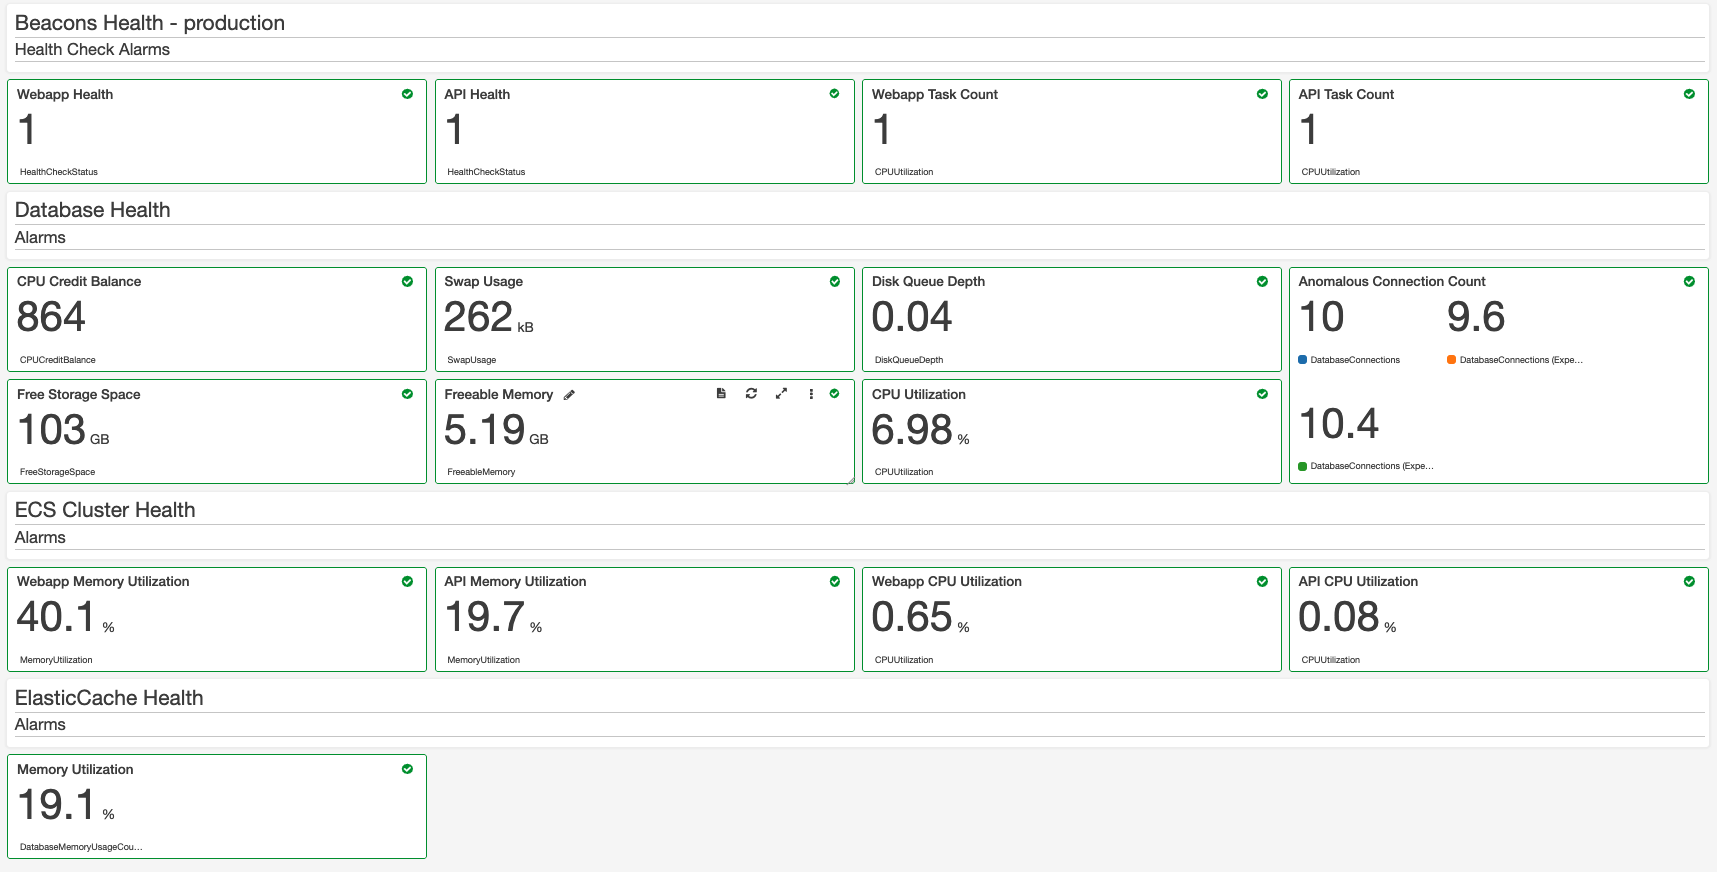 Beacons Health - production
Health Check Alarms
Webapp Health
1
HealthCheckStatus
API Health
1
HealthCheckStatus
Webapp Task Count
1
CPUUtilization
API Task Count
1
CPUUtilization
Database Health
Alarms
CPU Credit Balance
864
CPUCreditBalance
Swap Usage
262 kB
SwapUsage
Disk Queue Depth
0.04
DiskQueueDepth
Anomalous Connection Count
10
DatabaseConnections
9.6
DatabaseConnections (Expe...
10.4
DatabaseConnections (Expe...
Free Storage Space
103 GB
FreeStorageSpace
Freeable Memory
5.19 GB
FreeableMemory
CPU Utilization
6.98 %
CPUUtilization
ECS Cluster Health
Alarms
Webapp Memory Utilization
40.1 %
MemoryUtilization
API Memory Utilization
19.7 %
MemoryUtilization
Webapp CPU Utilization
0.65 %
CPUUtilization
API CPU Utilization
0.08 %
CPUUtilization
ElasticCache Health
Alarms
Memory Utilization
19.1 %
DatabaseMemoryUsageCou...